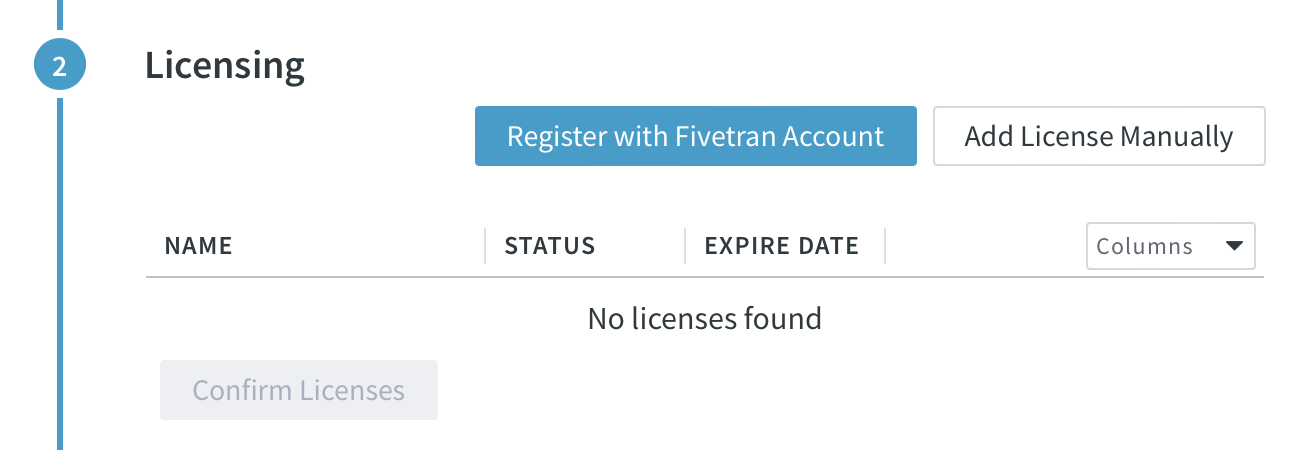 2
Licensing
Register with Fivetran Account
Add License Manually
NAME STATUS EXPIRE DATE Columns
No licenses found
Confirm Licenses